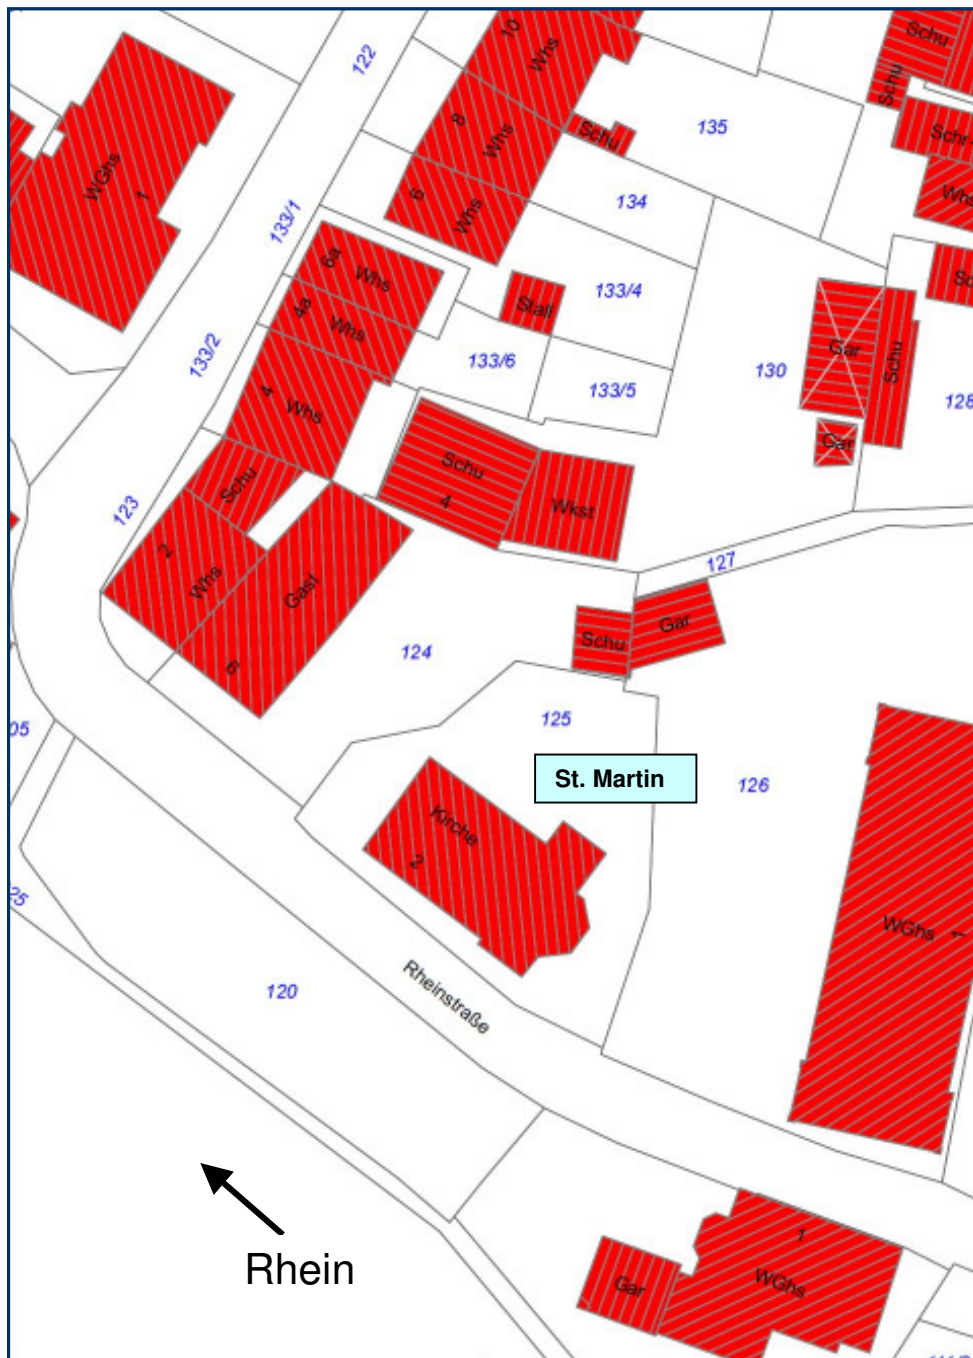 10
Whs
Schu
122
Schu
8
Whs
Schu
135
WGhs
1
6
Whs
134
Whs
133/1
6a
Whs
Stall
133/4
4a
Whs
133/2
133/6
133/5
Gar
Schu
130
128
4
Whs
Gar
Schu
4
Wkst
Schu
123
2
Whs
Gast
6
127
Schu
Gar
124
125
05
St. Martin
126
Kirche
2
WGhs
1
25
120
Rheinstraße
Rhein
1
WGhs
Gar